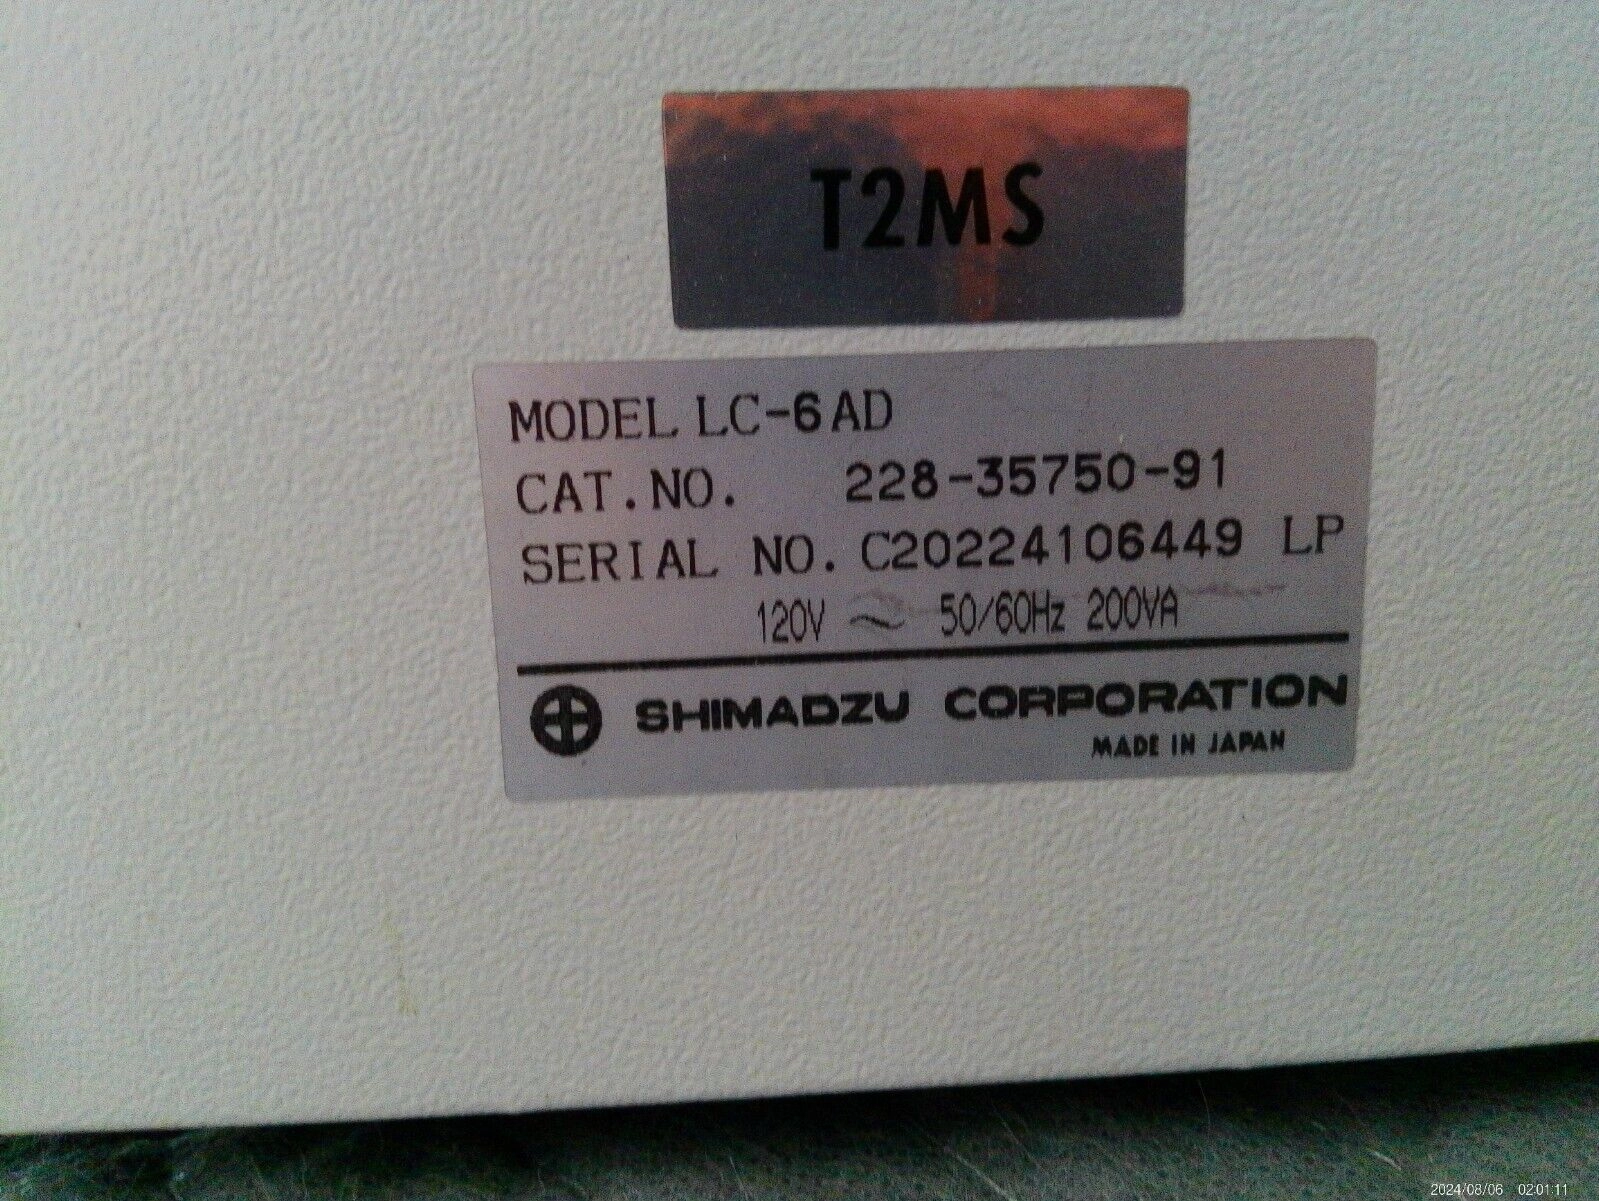 T2MS
MODEL LC-6AD
CAT.NO. 228-35750-91
SERIAL NO. C20224106449 LP
120V ~ 50/60Hz 200VA
SHIMADZU CORPORATION
MADE IN JAPAN
2024/08/06 02:01:11